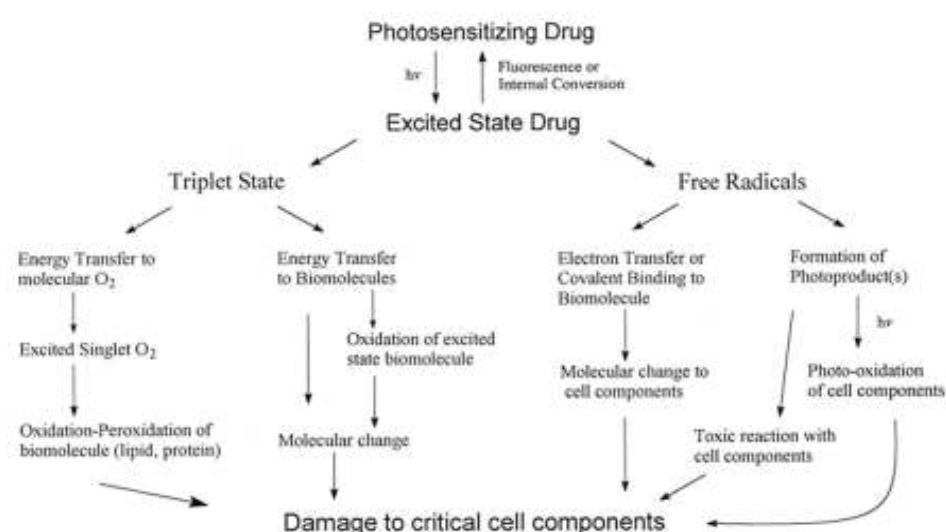 Photosensitizing Drug
hν
Fluorescence or
Internal Conversion
Excited State Drug
Triplet State
Free Radicals
Energy Transfer to
molecular O₂
Energy Transfer
to Biomolecules
Electron Transfer or
Covalent Binding to
Biomolecule
Formation of
Photoproduct(s)
hν
Excited Singlet O₂
Oxidation of excited
state biomolecule
Molecular change to
cell components
Photo-oxidation
of cell components
Oxidation-Peroxidation of
biomolecule (lipid, protein)
Molecular change
Toxic reaction with
cell components
Damage to critical cell components